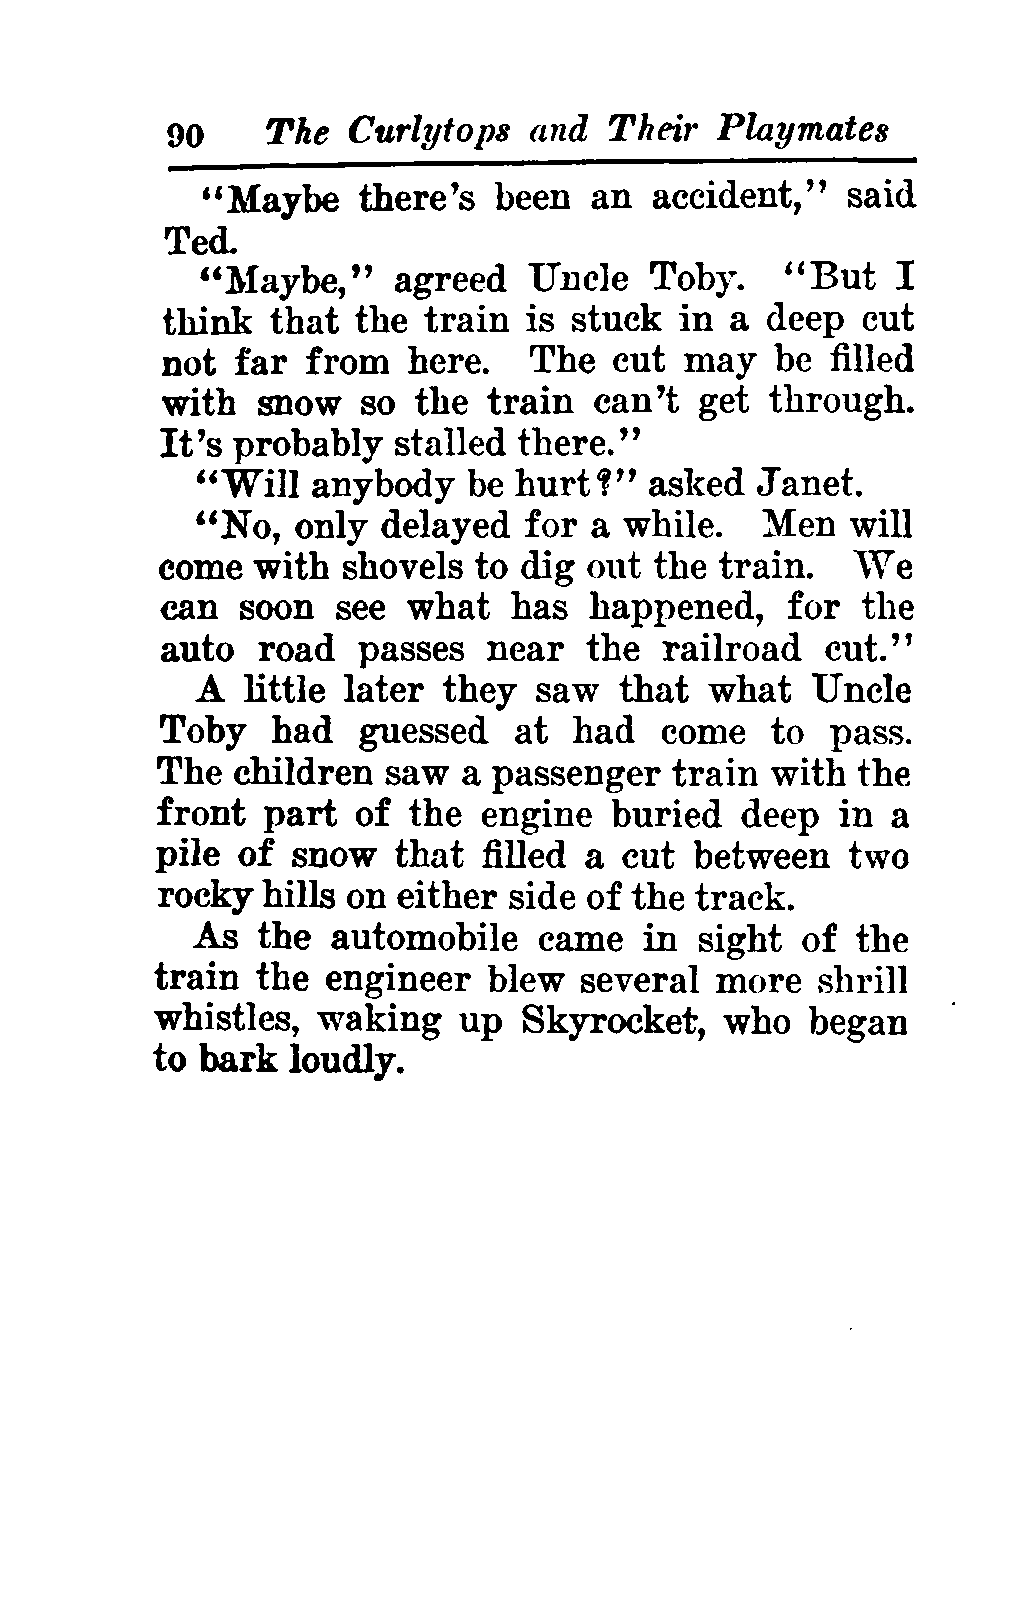 90 The Curlytops and Their Playmates
“Maybe there’s been an accident,” said
Ted.
“Maybe,” agreed Uncle Toby. “But I
think that the train is stuck in a deep cut
not far from here. The cut may be filled
with snow so the train can’t get through.
It’s probably stalled there.”
“Will anybody be hurt?” asked Janet.
“No, only delayed for a while. Men will
come with shovels to dig out the train. We
can soon see what has happened, for the
auto road passes near the railroad cut.”
A little later they saw that what Uncle
Toby had guessed at had come to pass.
The children saw a passenger train with the
front part of the engine buried deep in a
pile of snow that filled a cut between two
rocky hills on either side of the track.
As the automobile came in sight of the
train the engineer blew several more shrill
whistles, waking up Skyrocket, who began
to bark loudly.